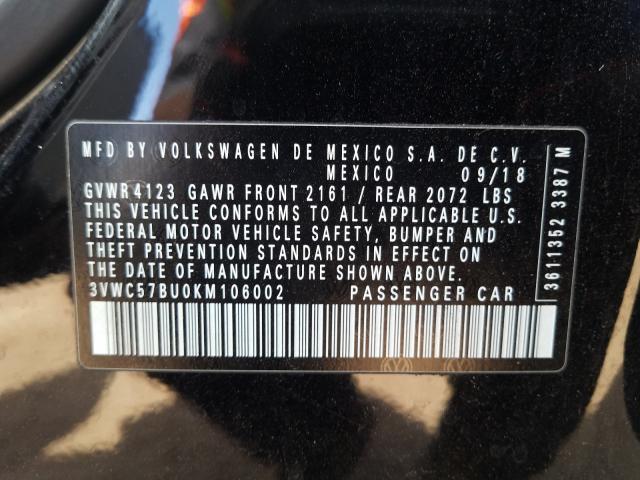 MFD BY VOLKSWAGEN DE MEXICO S.A. DE C.V.
MEXICO 09/18
GVWR 4123 GAWR FRONT 2161 / REAR 2072 LBS
THIS VEHICLE CONFORMS TO ALL APPLICABLE U.S.
FEDERAL MOTOR VEHICLE SAFETY, BUMPER AND
THEFT PREVENTION STANDARDS IN EFFECT ON
THE DATE OF MANUFACTURE SHOWN ABOVE.
3VWC57BU0KM106002 PASSENGER CAR
3611352 3387 M